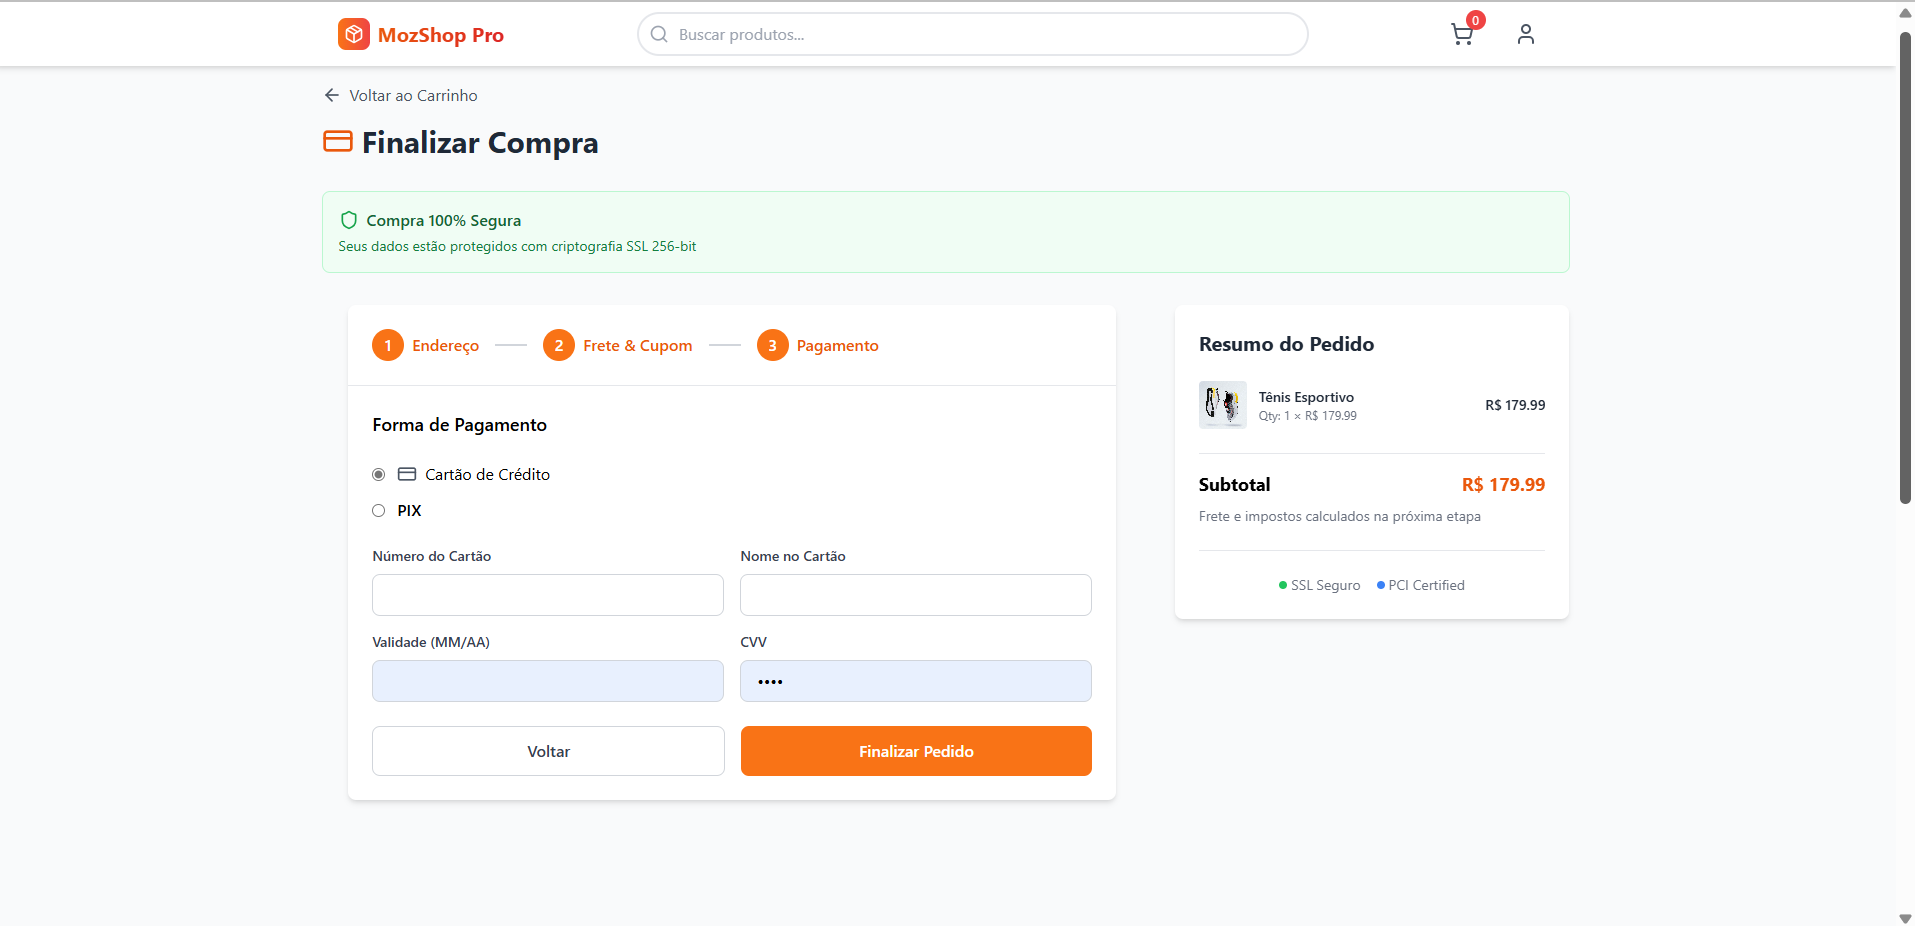 MozShop Pro
Buscar produtos...
0
Voltar ao Carrinho
Finalizar Compra
Compra 100% Segura
Seus dados estão protegidos com criptografia SSL 256-bit
1 Endereço 2 Frete & Cupom 3 Pagamento
Forma de Pagamento
Cartão de Crédito
PIX
Número do Cartão Nome no Cartão
Validade (MM/AA) CVV
••••
Voltar Finalizar Pedido
Resumo do Pedido
Tênis Esportivo
Qty: 1 × R$ 179.99
R$ 179.99
Subtotal R$ 179.99
Frete e impostos calculados na próxima etapa
SSL Seguro PCI Certified